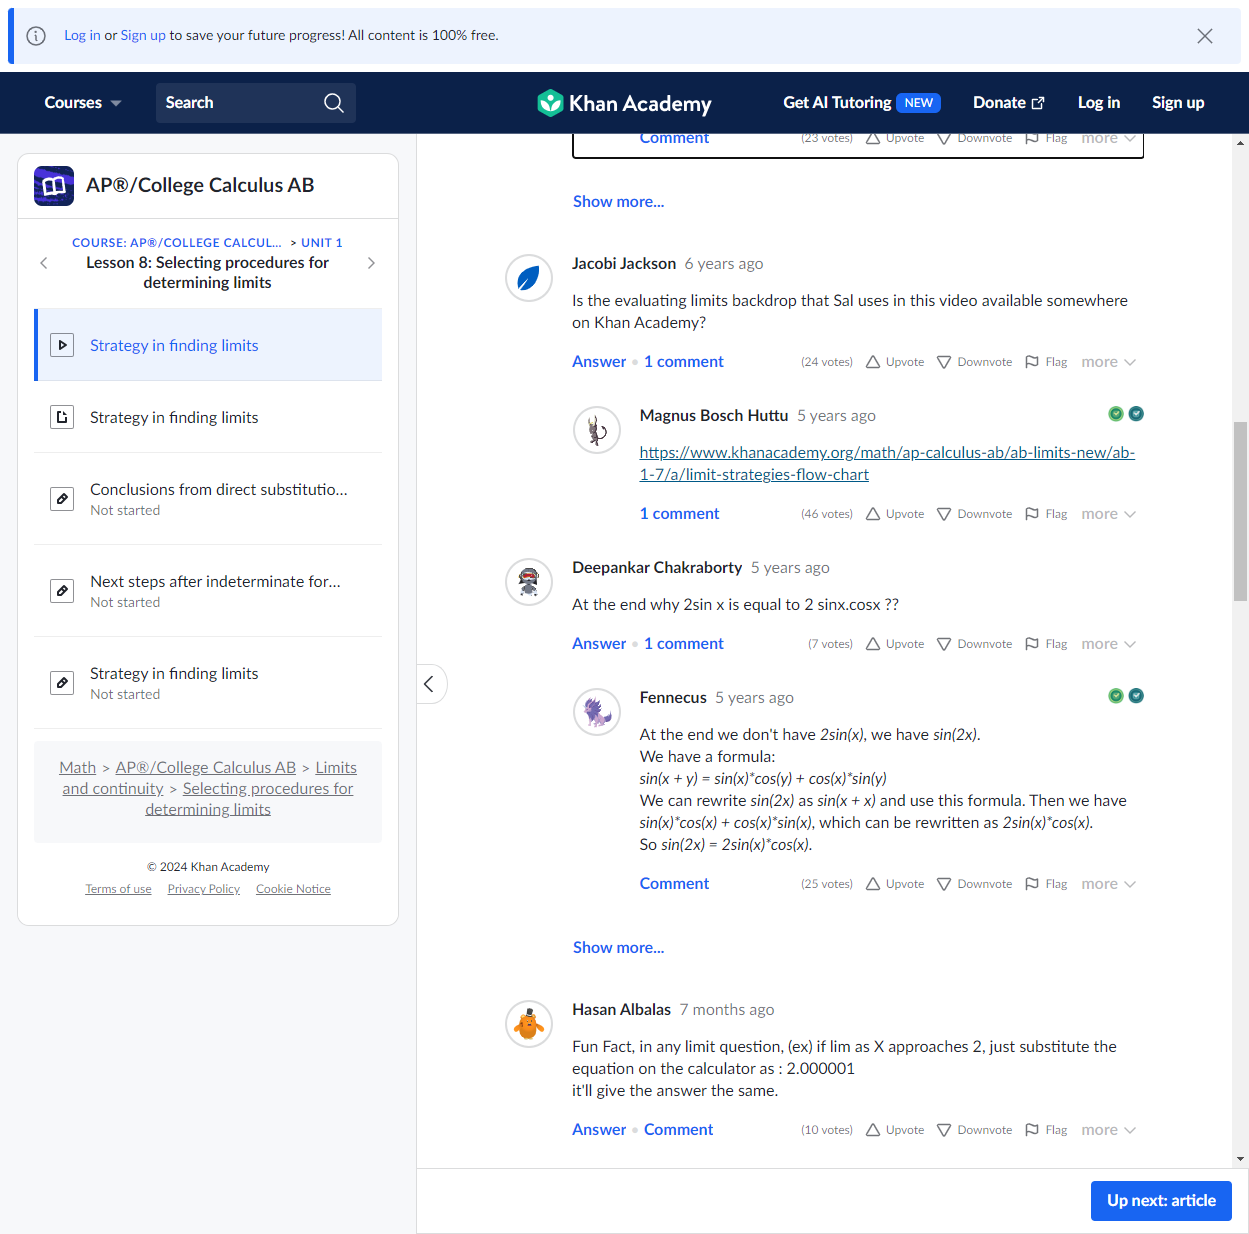 Log in or Sign up to save your future progress! All content is 100% free.
Courses
Search
Khan Academy
Get AI Tutoring NEW
Donate
Log in
Sign up
AP®/College Calculus AB
COURSE: AP®/COLLEGE CALCUL... > UNIT 1
Lesson 8: Selecting procedures for
determining limits
Strategy in finding limits
Strategy in finding limits
Conclusions from direct substitutio...
Not started
Next steps after indeterminate for...
Not started
Strategy in finding limits
Not started
Math > AP®/College Calculus AB > Limits
and continuity > Selecting procedures for
determining limits
© 2024 Khan Academy
Terms of use Privacy Policy Cookie Notice
Comment (23 votes) Upvote Downvote Flag more
Show more...
Jacobi Jackson 6 years ago
Is the evaluating limits backdrop that Sal uses in this video available somewhere
on Khan Academy?
Answer • 1 comment (24 votes) Upvote Downvote Flag more
Magnus Bosch Huttu 5 years ago
https://www.khanacademy.org/math/ap-calculus-ab/ab-limits-new/ab-
1-7/a/limit-strategies-flow-chart
1 comment (46 votes) Upvote Downvote Flag more
Deepankar Chakraborty 5 years ago
At the end why 2sin x is equal to 2 sinx.cosx ??
Answer • 1 comment (7 votes) Upvote Downvote Flag more
Fennecus 5 years ago
At the end we don't have 2sin(x), we have sin(2x).
We have a formula:
sin(x + y) = sin(x)*cos(y) + cos(x)*sin(y)
We can rewrite sin(2x) as sin(x + x) and use this formula. Then we have
sin(x)*cos(x) + cos(x)*sin(x), which can be rewritten as 2sin(x)*cos(x).
So sin(2x) = 2sin(x)*cos(x).
Comment (25 votes) Upvote Downvote Flag more
Show more...
Hasan Albalas 7 months ago
Fun Fact, in any limit question, (ex) if lim as X approaches 2, just substitute the
equation on the calculator as : 2.000001
it'll give the answer the same.
Answer • Comment (10 votes) Upvote Downvote Flag more
Up next: article